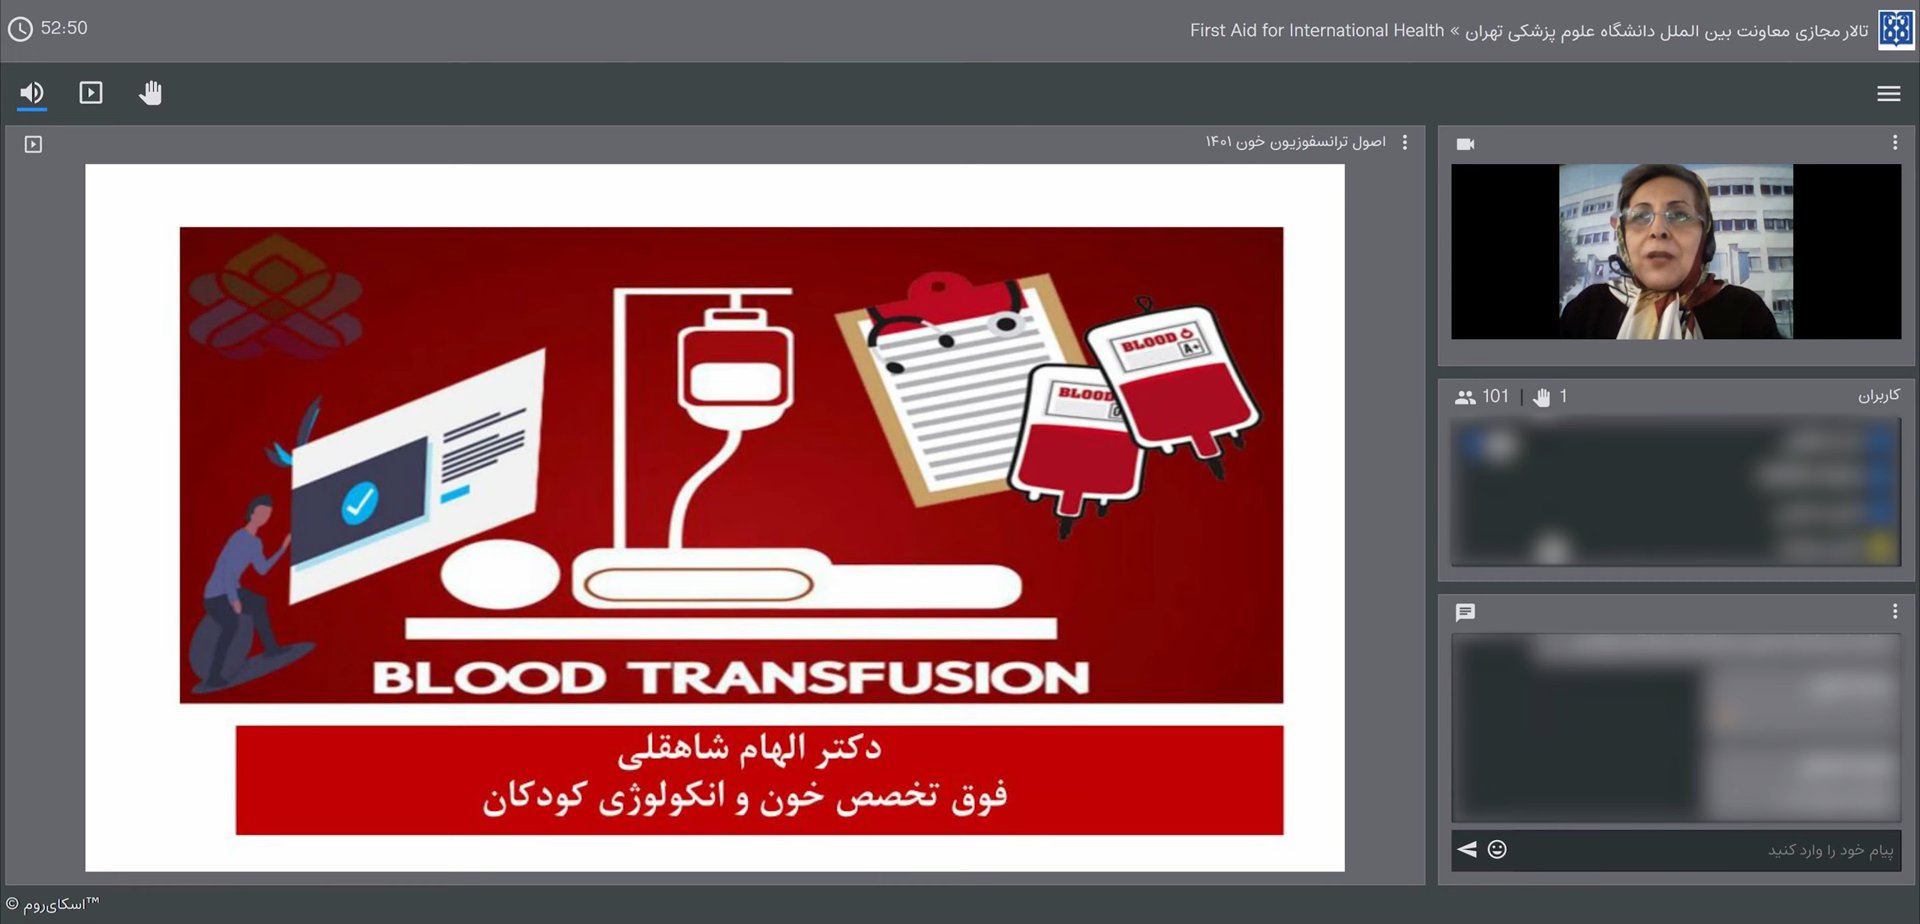 52:50
تالار مجازی معاونت بین الملل دانشگاه علوم پزشکی تهران » First Aid for International Health
اصول ترانسفوزیون خون ۱۴۰۱
BLOOD
A+
BLOOD
BLOOD TRANSFUSION
دکتر الهام شاهقلی
فوق تخصص خون و انکولوژی کودکان
101 | 1
کاربران
پیام خود را وارد کنید
© اسکای‌روم™